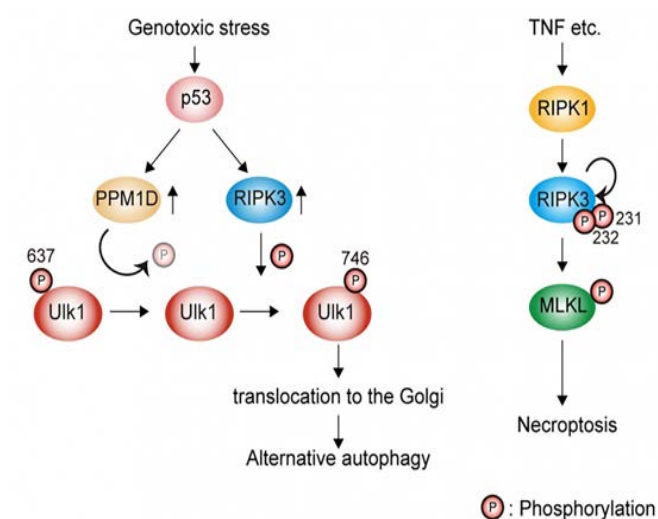 Genotoxic stress
p53
PPM1D
RIPK3
P
637
P
P
746
P
Ulk1
Ulk1
Ulk1
translocation to the Golgi
Alternative autophagy
TNF etc.
RIPK1
RIPK3
P
P
231
232
MLKL
P
Necroptosis
P : Phosphorylation